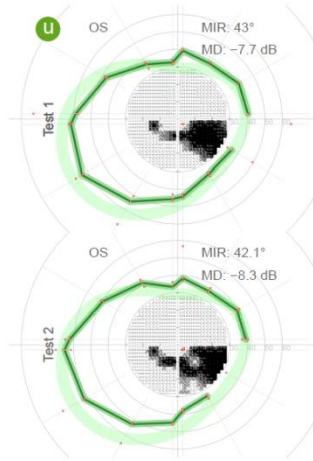 u
OS
MIR: 43°
MD: −7.7 dB
Test 1
OS
MIR: 42.1°
MD: −8.3 dB
Test 2